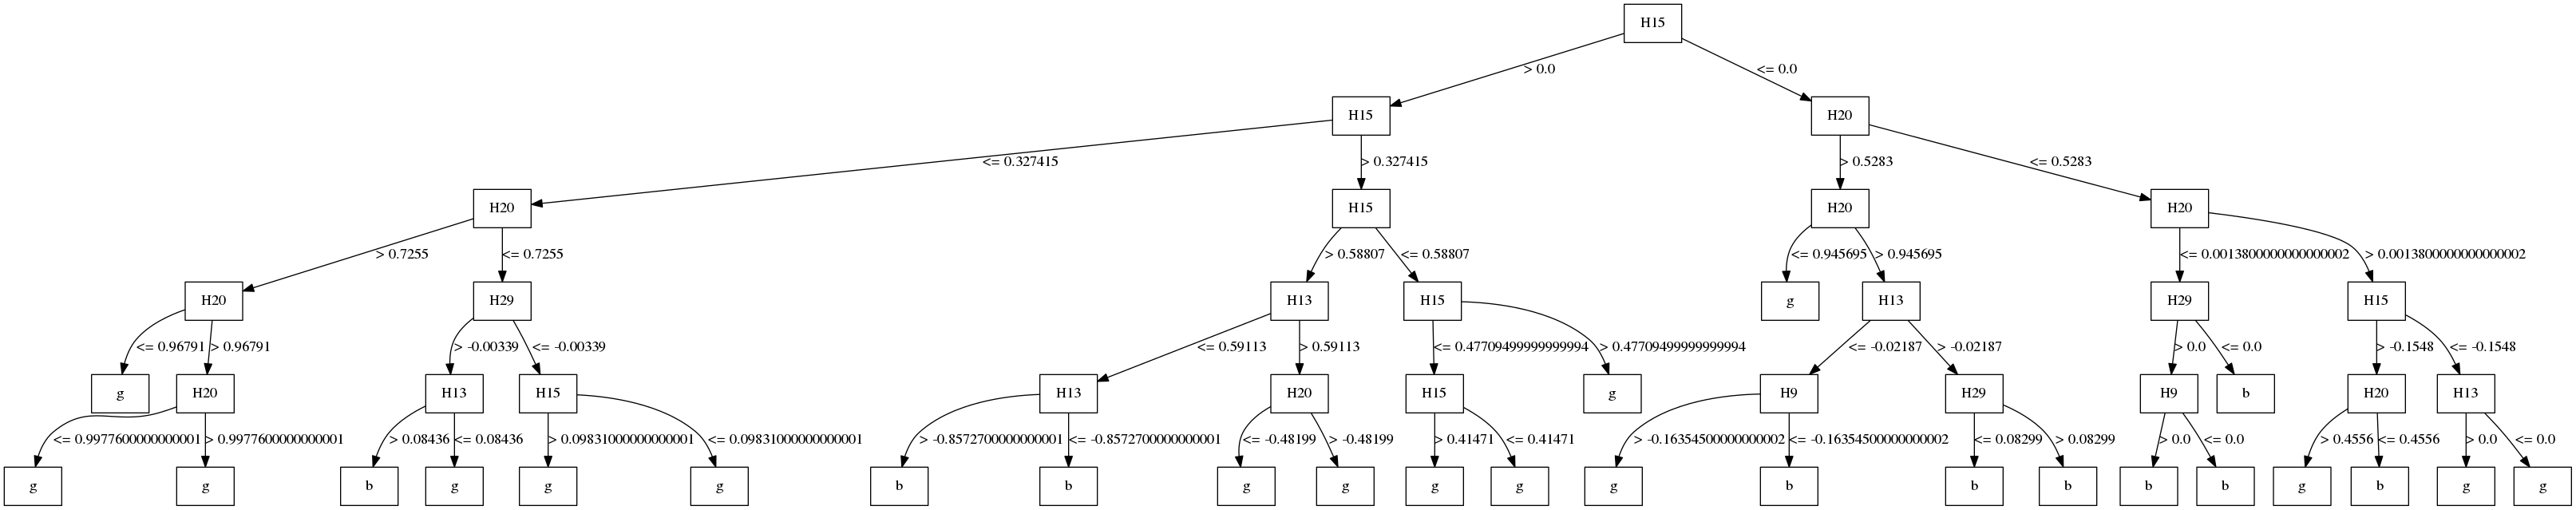 H15
> 0.0
<= 0.0
H15
H20
<= 0.327415
> 0.327415
> 0.5283
<= 0.5283
H20
H15
H20
H20
> 0.7255
<= 0.7255
> 0.58807
<= 0.58807
<= 0.945695
> 0.945695
<= 0.0013800000000000002
> 0.0013800000000000002
H20
H29
H13
H15
g
H13
H29
H15
<= 0.96791
> 0.96791
> -0.00339
<= -0.00339
<= 0.59113
> 0.59113
<= 0.47709499999999994
> 0.47709499999999994
<= -0.02187
> -0.02187
> 0.0
<= 0.0
> -0.1548
<= -0.1548
g
H20
H13
H15
H13
H20
H15
g
H9
H29
H9
b
H20
H13
<= 0.9977600000000001
> 0.9977600000000001
> 0.08436
<= 0.08436
> 0.09831000000000001
<= 0.09831000000000001
> -0.8572700000000001
<= -0.8572700000000001
<= -0.48199
> -0.48199
> 0.41471
<= 0.41471
> -0.16354500000000002
<= -0.16354500000000002
<= 0.08299
> 0.08299
> 0.0
<= 0.0
> 0.4556
<= 0.4556
> 0.0
<= 0.0
g
g
b
g
g
g
b
b
g
g
g
g
g
b
b
b
b
b
g
b
g
g